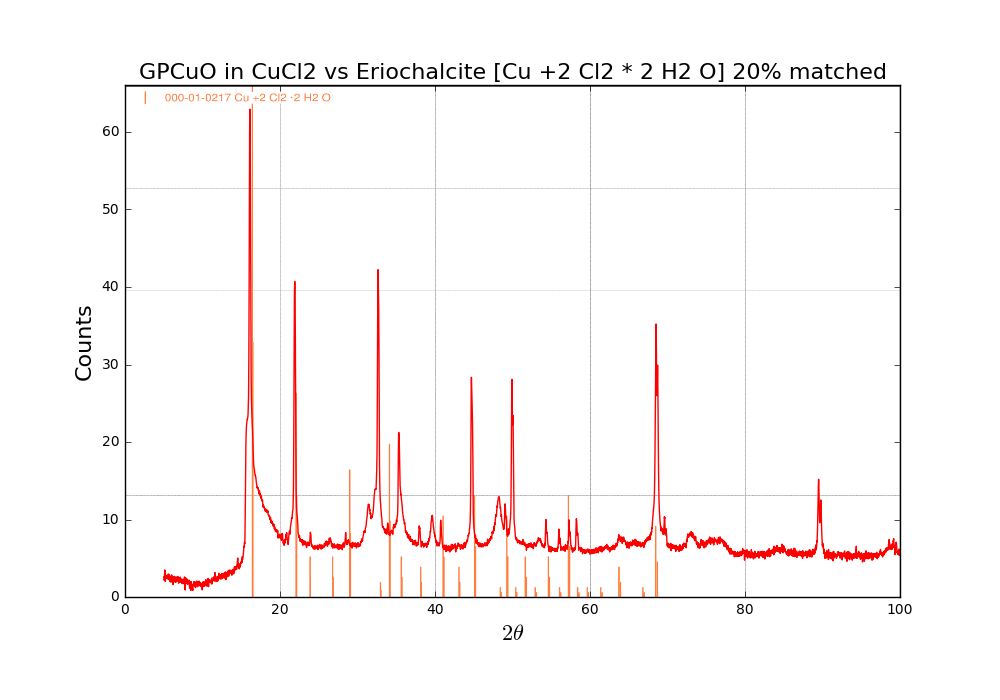 GPCuO in CuCl2 vs Eriochalcite [Cu +2 Cl2 * 2 H2 O] 20% matched
000-01-0217 Cu +2 Cl2 ·2 H2 O
60
50
40
30
20
10
0
Counts
0 20 40 60 80 100
2θ